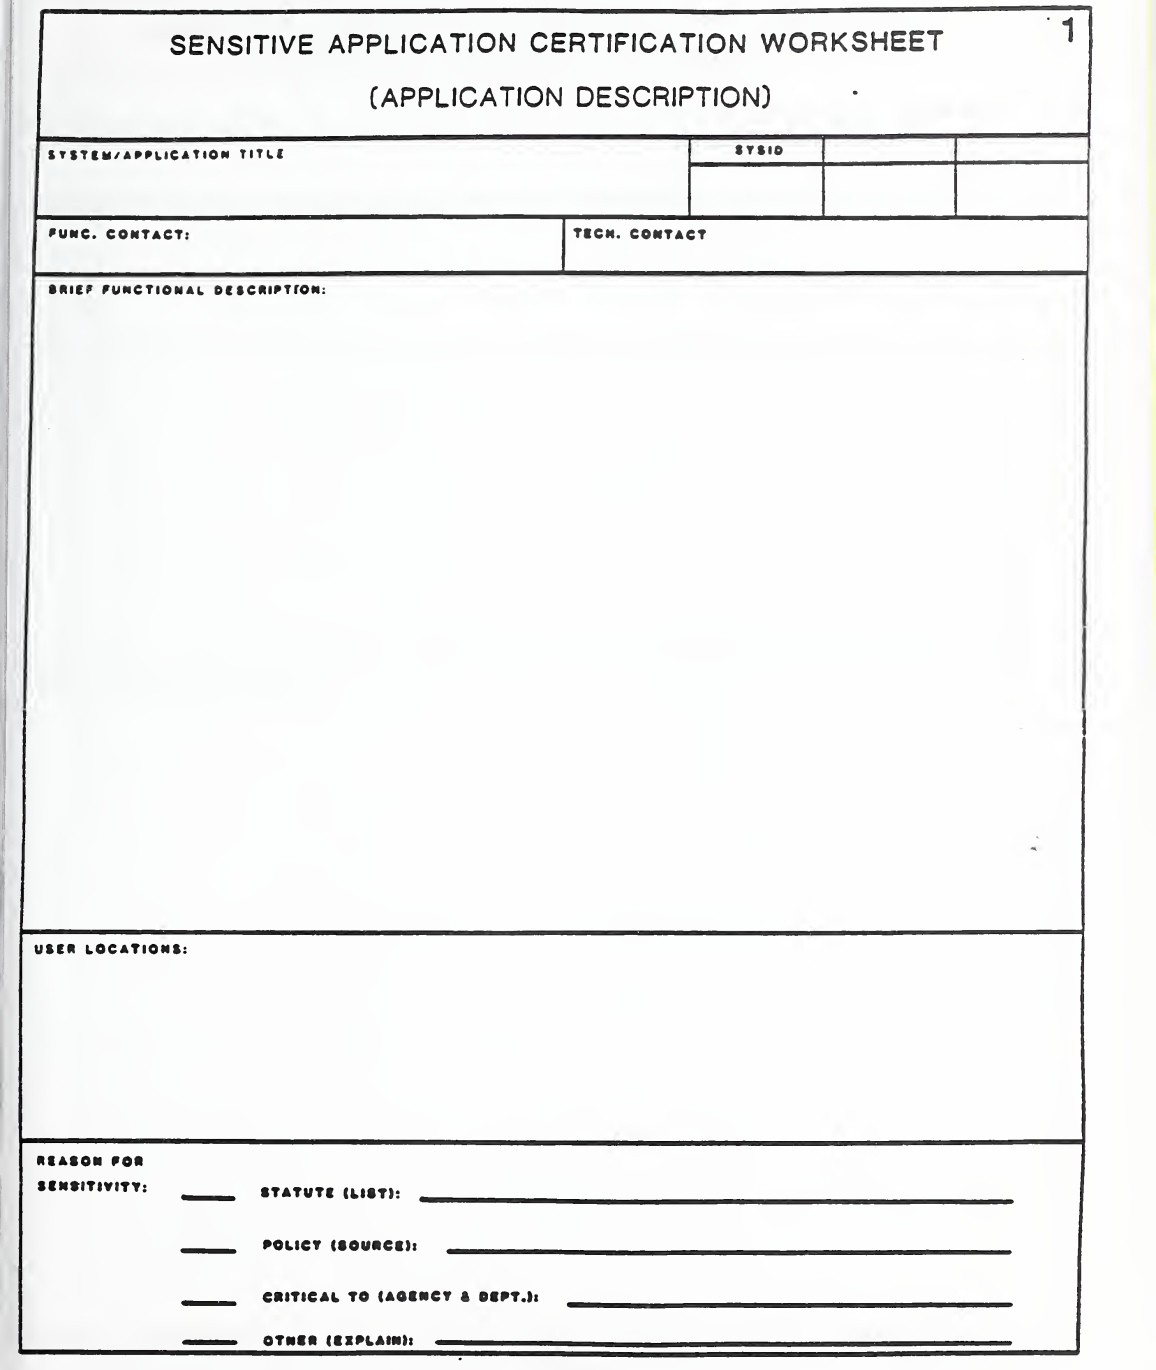 1
SENSITIVE APPLICATION CERTIFICATION WORKSHEET
(APPLICATION DESCRIPTION)
SYSTEM/APPLICATION TITLE
SYSID
FUNC. CONTACT:
TECH. CONTACT
BRIEF FUNCTIONAL DESCRIPTION:
USER LOCATIONS:
REASON FOR
SENSITIVITY:
STATUTE (LIST):
POLICY (SOURCE):
CRITICAL TO (AGENCY & DEPT.):
OTHER (EXPLAIN):